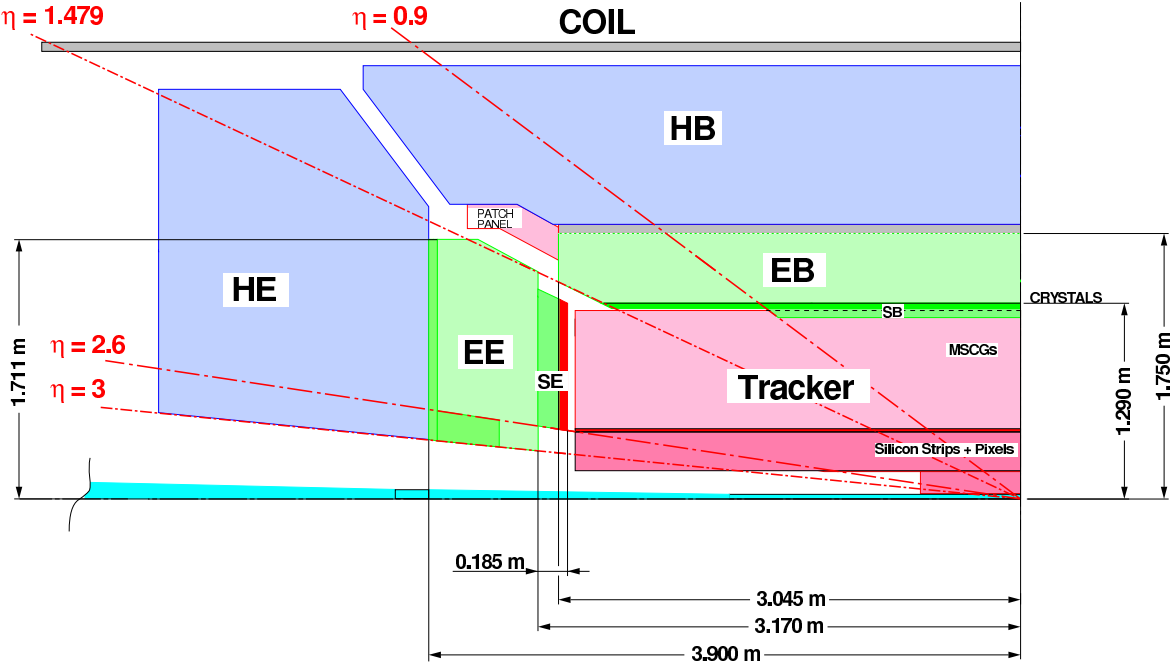 η = 1.479
η = 0.9
COIL
HB
PATCH
PANEL
HE
EB
CRYSTALS
SB
η = 2.6
EE
MSCGs
SE
Tracker
η = 3
1.711 m
1.290 m
1.750 m
Silicon Strips + Pixels
0.185 m
3.045 m
3.170 m
3.900 m